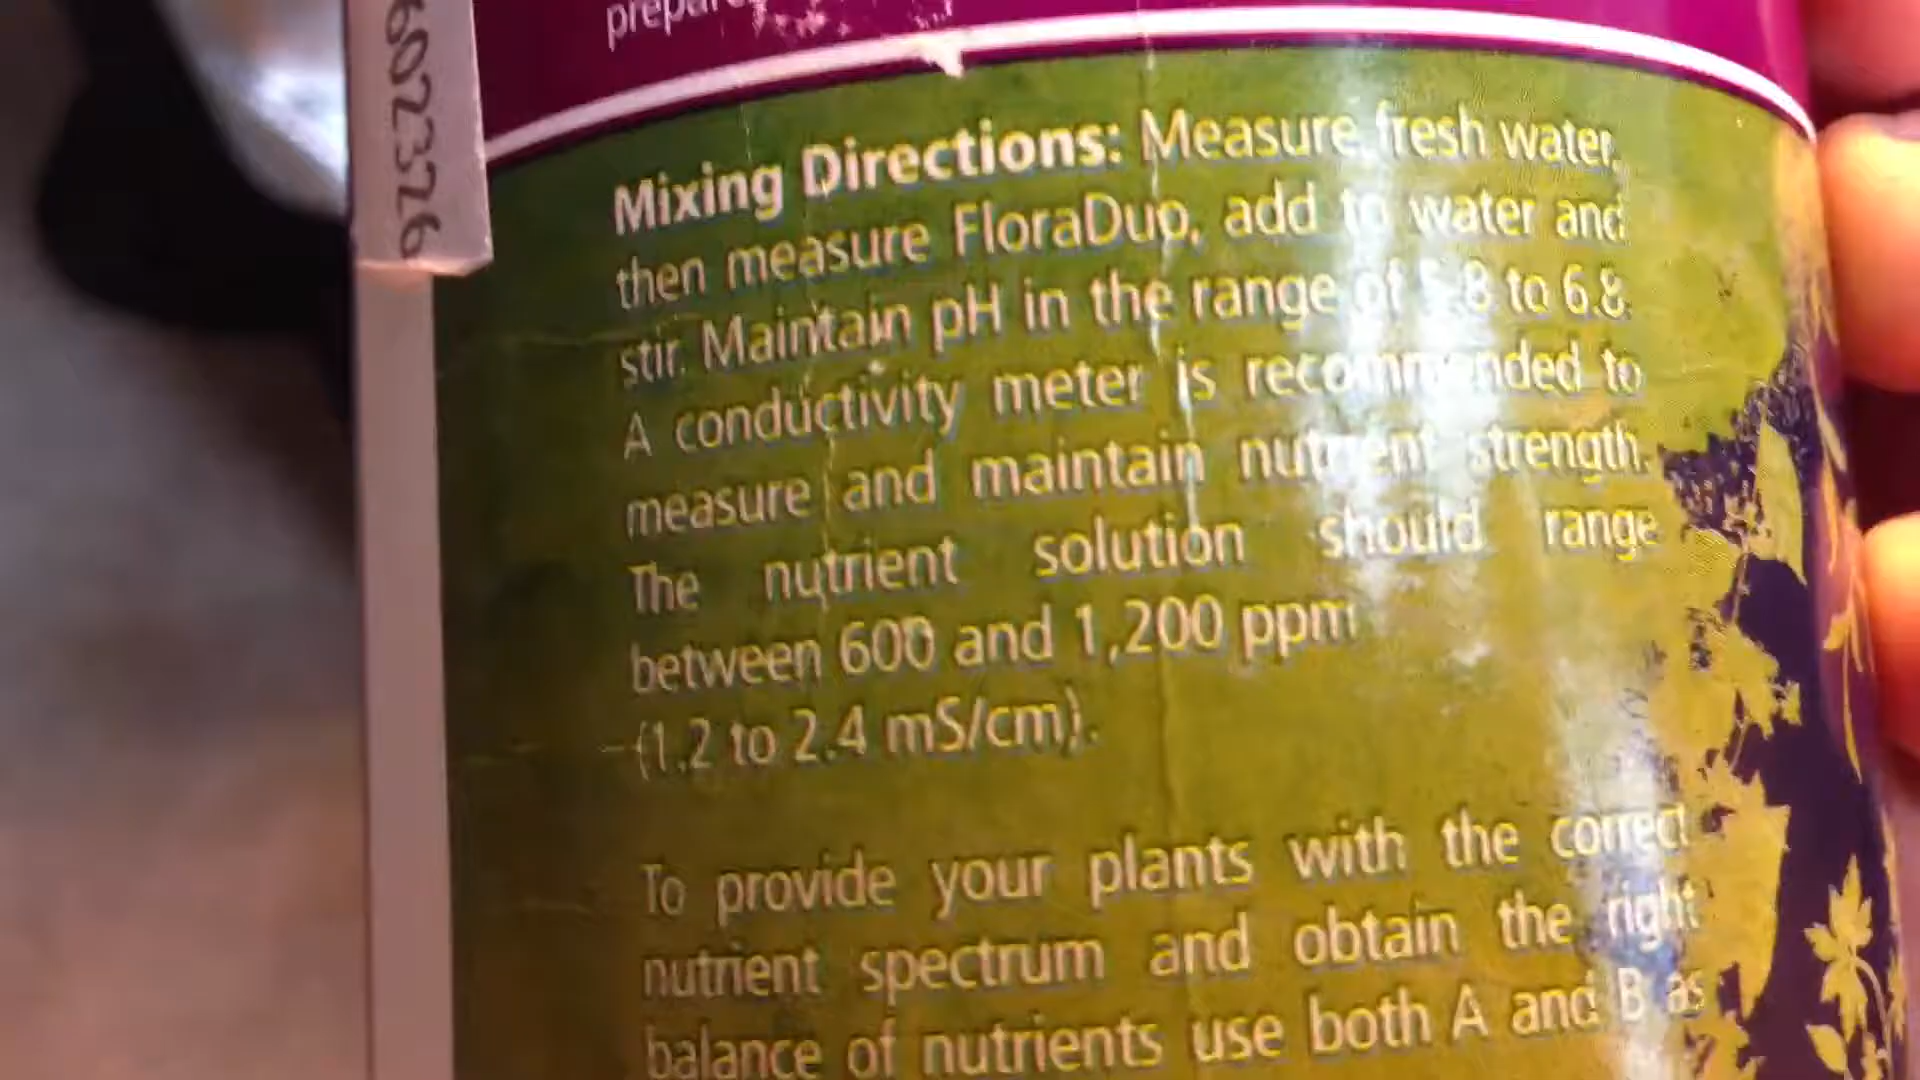 6602326
Mixing Directions: Measure fresh water,
then measure FloraDuo, add to water and
stir. Maintain pH in the range of 5.8 to 6.8.
A conductivity meter is recommended to
measure and maintain nutrient strength.
The nutrient solution should range
between 600 and 1,200 ppm
(1.2 to 2.4 mS/cm).
To provide your plants with the correct
nutrient spectrum and obtain the right
balance of nutrients use both A and B as